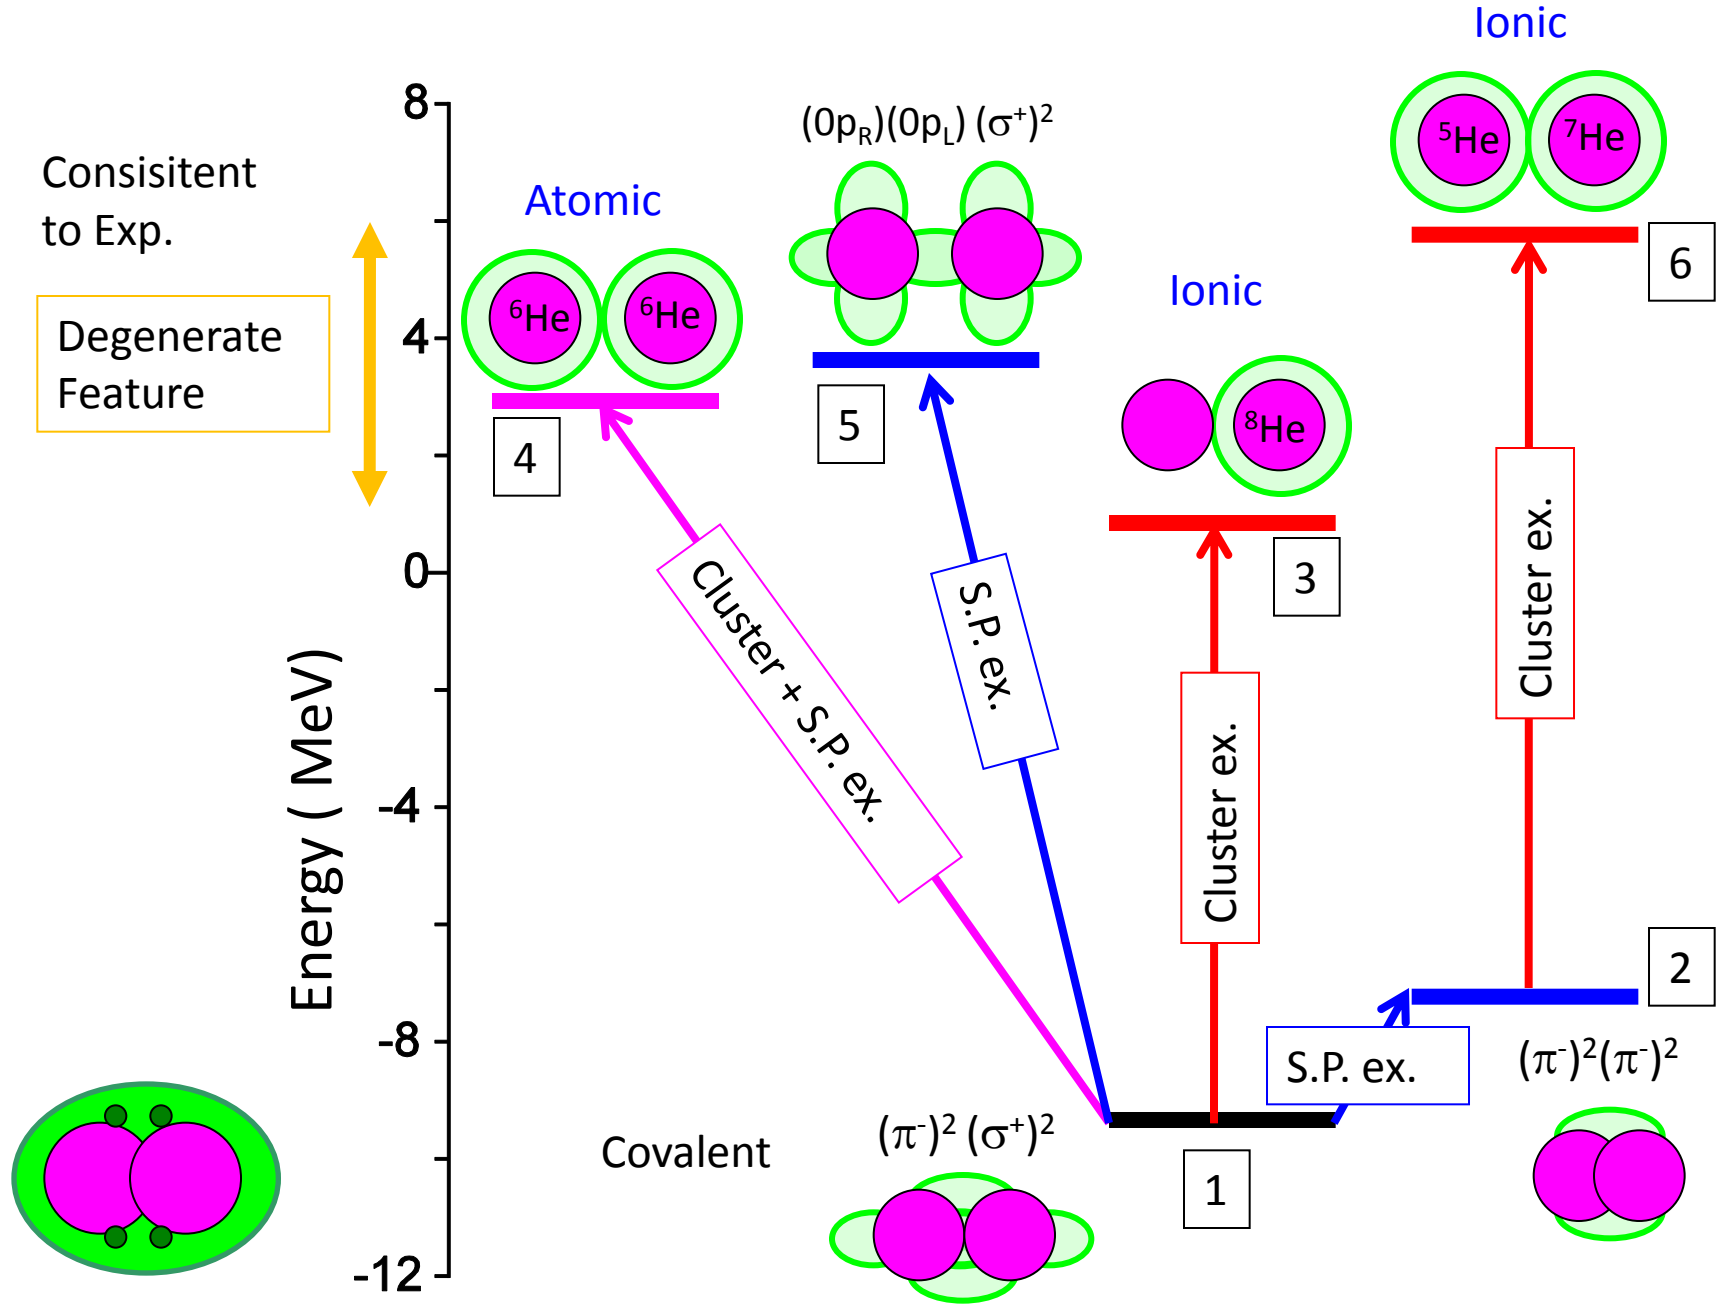 Ionic
8
(0p_R)(0p_L) (σ⁺)²
⁵He
⁷He
Consisitent
to Exp.
Atomic
6
Ionic
⁶He
⁶He
Degenerate
Feature
4
5
⁸He
4
3
0
Cluster ex.
Cluster + S.P. ex.
S.P. ex.
Cluster ex.
Energy ( MeV)
-4
2
-8
S.P. ex.
(π⁻)²(π⁻)²
Covalent
(π⁻)² (σ⁺)²
1
-12